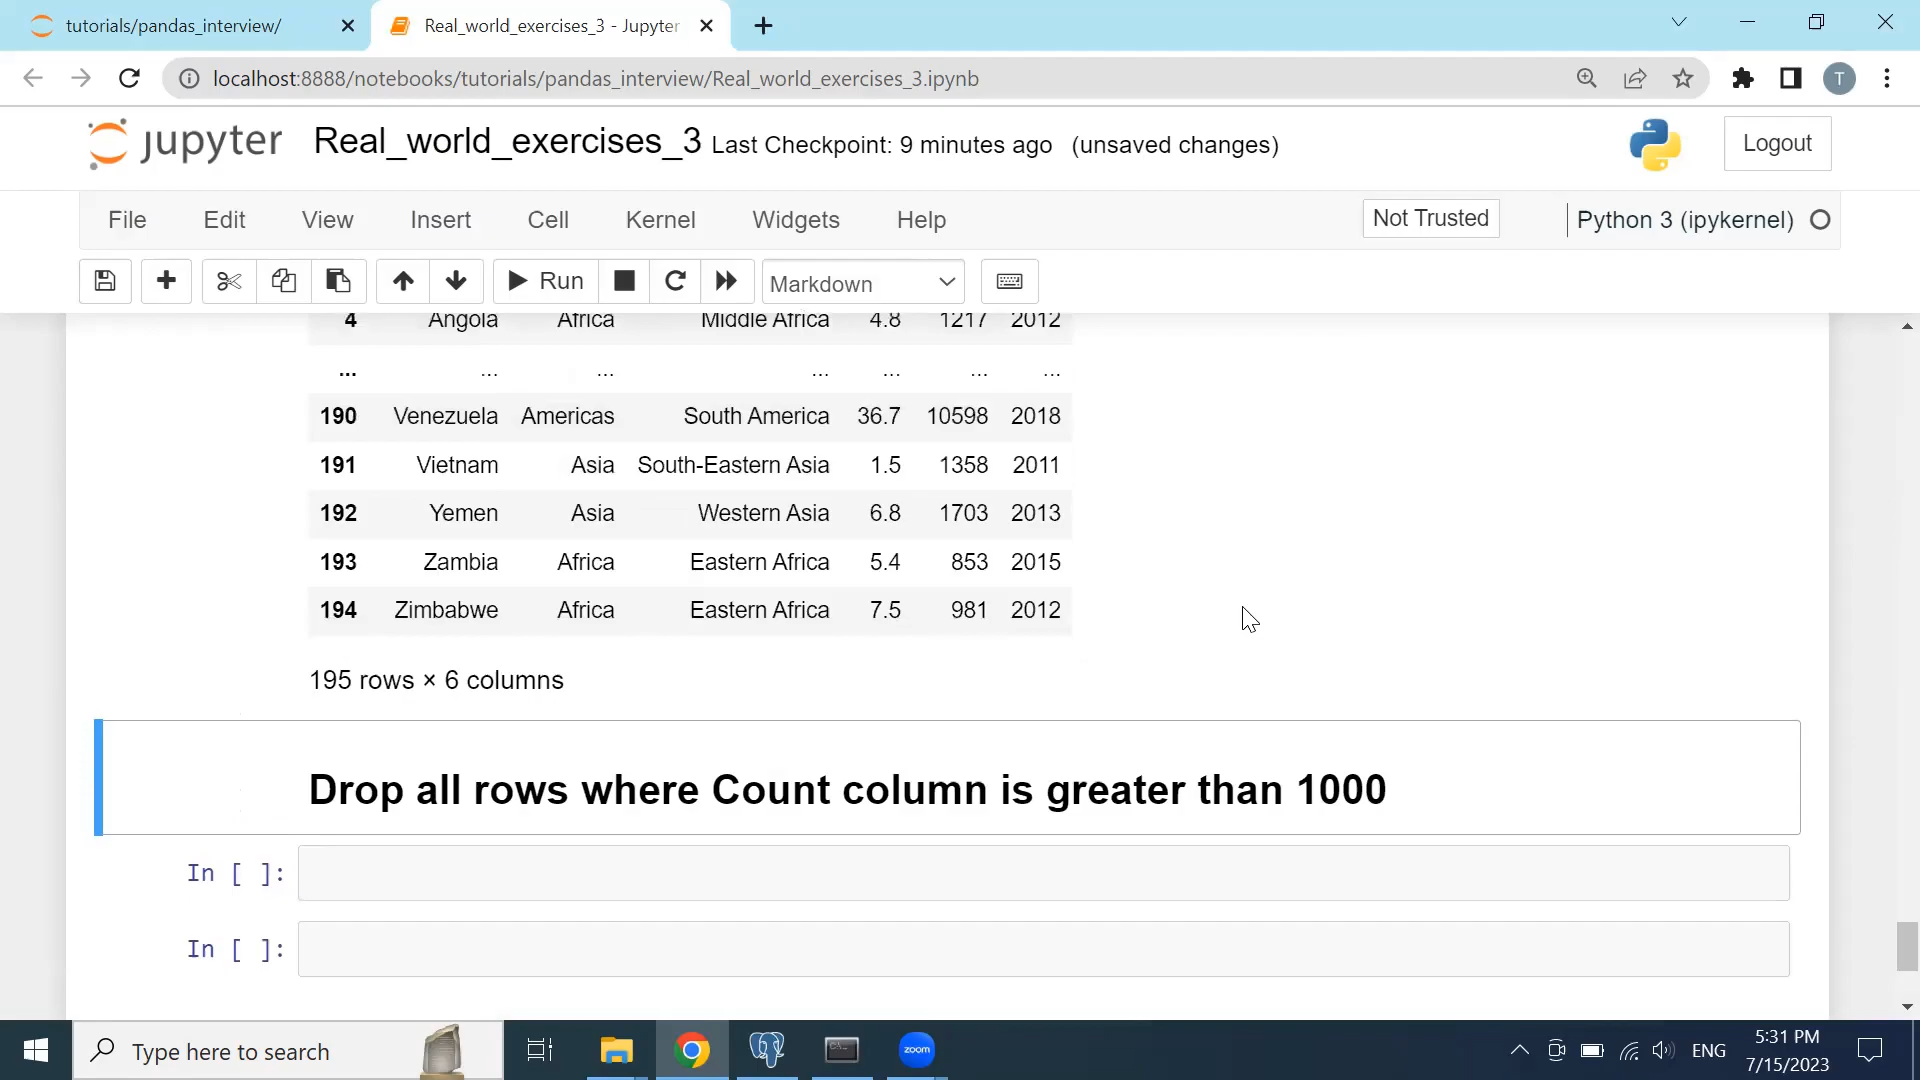 tutorials/pandas_interview/
Real_world_exercises_3 - Jupyter
localhost:8888/notebooks/tutorials/pandas_interview/Real_world_exercises_3.ipynb
T
jupyter Real_world_exercises_3 Last Checkpoint: 9 minutes ago (unsaved changes)
Logout
File Edit View Insert Cell Kernel Widgets Help
Not Trusted
Python 3 (ipykernel)
Run
Markdown
4 Angola Africa Middle Africa 4.8 1217 2012
... ... ... ... ... ... ...
190 Venezuela Americas South America 36.7 10598 2018
191 Vietnam Asia South-Eastern Asia 1.5 1358 2011
192 Yemen Asia Western Asia 6.8 1703 2013
193 Zambia Africa Eastern Africa 5.4 853 2015
194 Zimbabwe Africa Eastern Africa 7.5 981 2012
195 rows × 6 columns
Drop all rows where Count column is greater than 1000
In [ ]:
In [ ]:
Type here to search
zoom
ENG
5:31 PM
7/15/2023